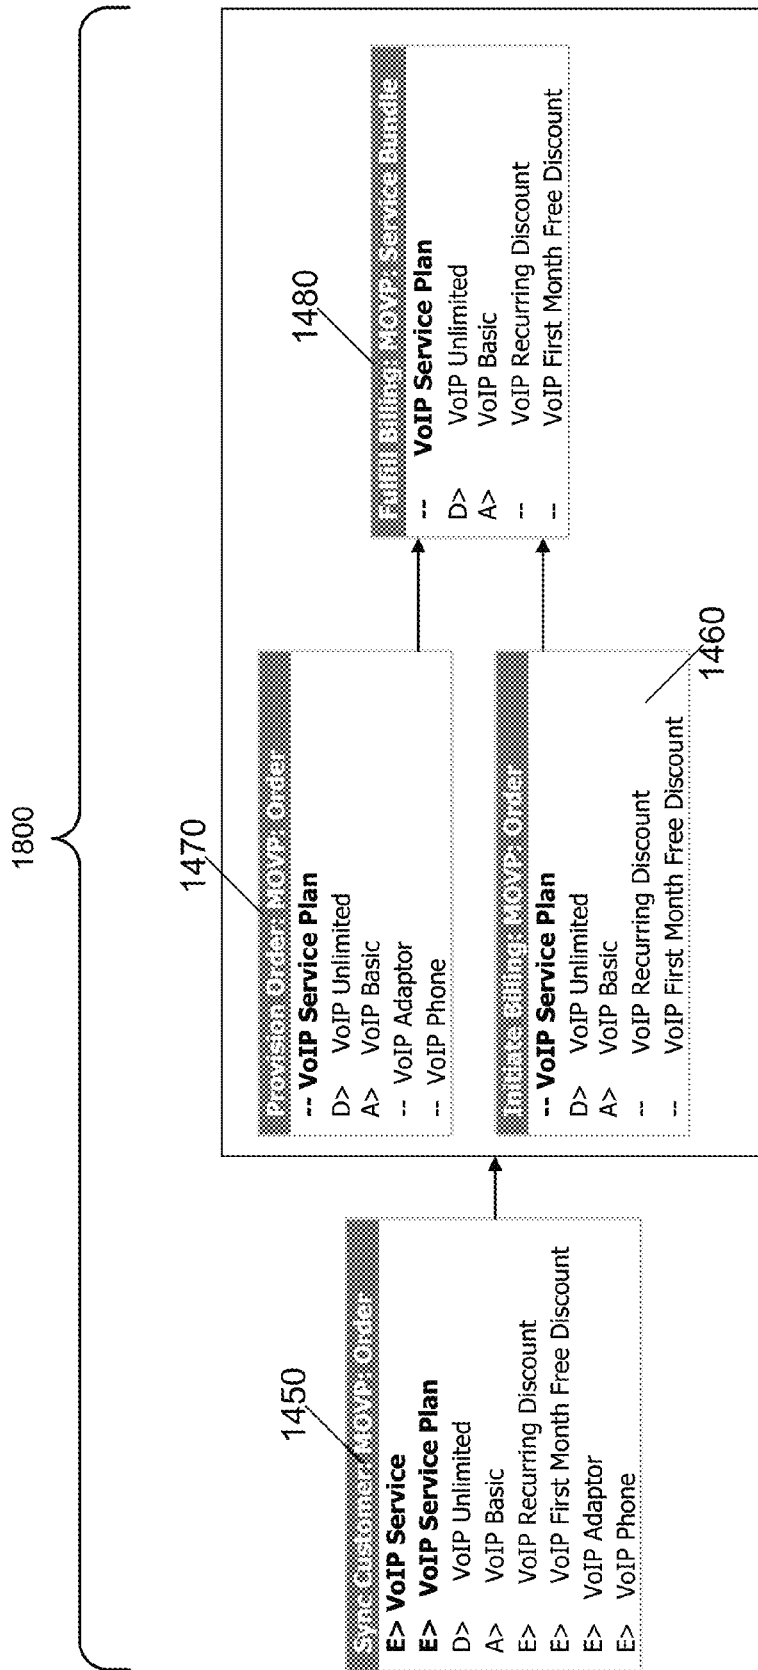 1800
1450
Sync Customer: MOVP: Order
E> VoIP Service
E> VoIP Service Plan
D> VoIP Unlimited
A> VoIP Basic
E> VoIP Recurring Discount
E> VoIP First Month Free Discount
E> VoIP Adaptor
E> VoIP Phone
1470
Provision Order: MOVP: Order
-- VoIP Service Plan
D> VoIP Unlimited
A> VoIP Basic
-- VoIP Adaptor
-- VoIP Phone
Initiate Billing: MOVP: Order
-- VoIP Service Plan
D> VoIP Unlimited
A> VoIP Basic
-- VoIP Recurring Discount
-- VoIP First Month Free Discount
1460
1480
Fulfill Billing: MOVP: Service Bundle
-- VoIP Service Plan
D> VoIP Unlimited
A> VoIP Basic
-- VoIP Recurring Discount
-- VoIP First Month Free Discount